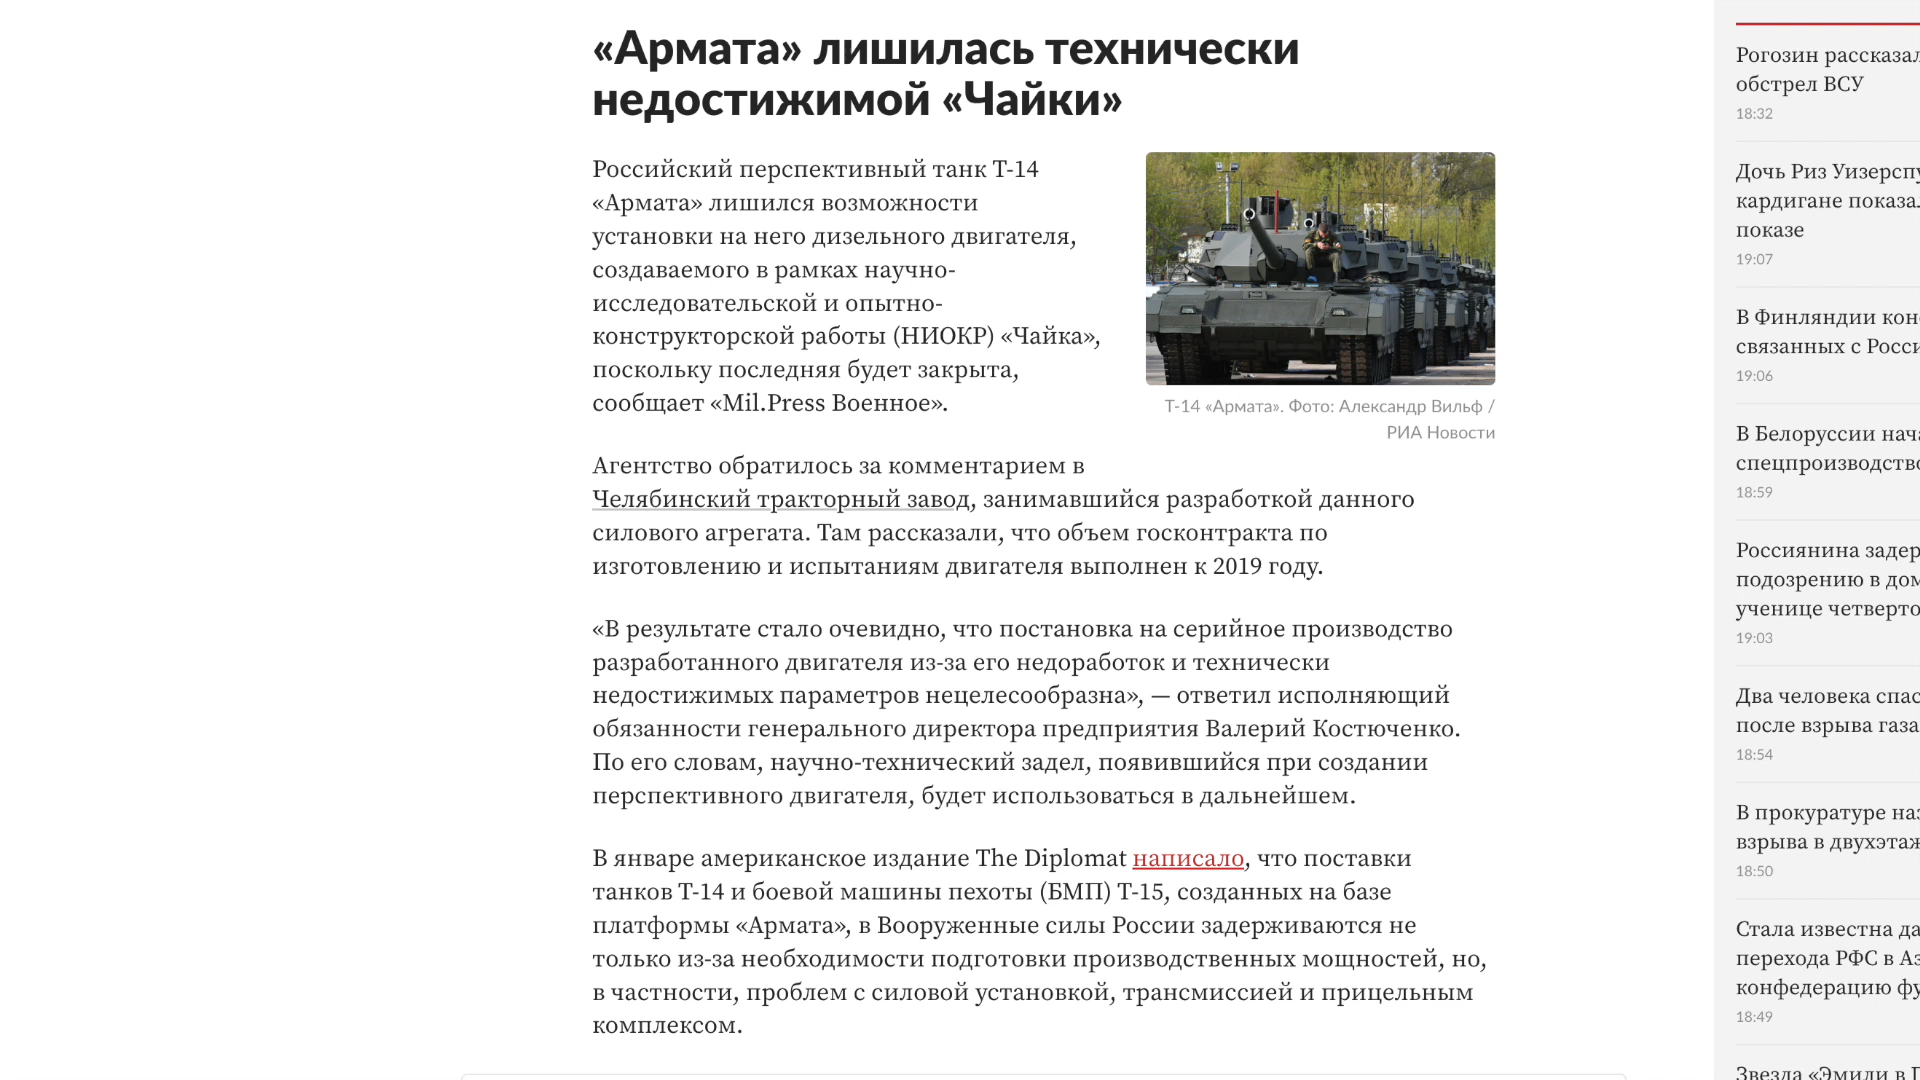 «Армата» лишилась технически
недостижимой «Чайки»
Российский перспективный танк Т-14
«Армата» лишился возможности
установки на него дизельного двигателя,
создаваемого в рамках научно-
исследовательской и опытно-
конструкторской работы (НИОКР) «Чайка»,
поскольку последняя будет закрыта,
сообщает «Mil.Press Военное».
Т-14 «Армата». Фото: Александр Вильф /
РИА Новости
Агентство обратилось за комментарием в
Челябинский тракторный завод, занимавшийся разработкой данного
силового агрегата. Там рассказали, что объем госконтракта по
изготовлению и испытаниям двигателя выполнен к 2019 году.
«В результате стало очевидно, что постановка на серийное производство
разработанного двигателя из-за его недоработок и технически
недостижимых параметров нецелесообразна», — ответил исполняющий
обязанности генерального директора предприятия Валерий Костюченко.
По его словам, научно-технический задел, появившийся при создании
перспективного двигателя, будет использоваться в дальнейшем.
В январе американское издание The Diplomat написало, что поставки
танков Т-14 и боевой машины пехоты (БМП) Т-15, созданных на базе
платформы «Армата», в Вооруженные силы России задерживаются не
только из-за необходимости подготовки производственных мощностей, но,
в частности, проблем с силовой установкой, трансмиссией и прицельным
комплексом.
Рогозин рассказал
обстрел ВСУ
18:32
Дочь Риз Уизерспу
кардигане показал
показе
19:07
В Финляндии кон
связанных с Росси
19:06
В Белоруссии нача
спецпроизводство
18:59
Россиянина задер
подозрению в дом
ученице четверто
19:03
Два человека спас
после взрыва газа
18:54
В прокуратуре наз
взрыва в двухэтаж
18:50
Стала известна да
перехода РФС в Аз
конфедерацию фу
18:49
Звезда «Эмили в П